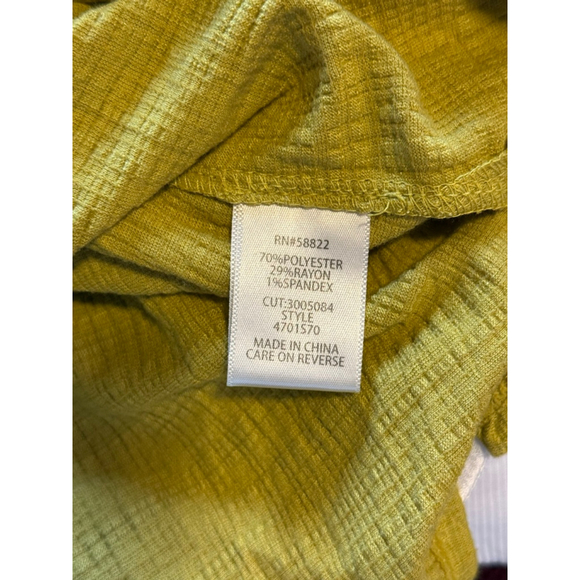 RN#58822
70%POLYESTER
29%RAYON
1%SPANDEX
CUT:3005084
STYLE
4701570
MADE IN CHINA
CARE ON REVERSE